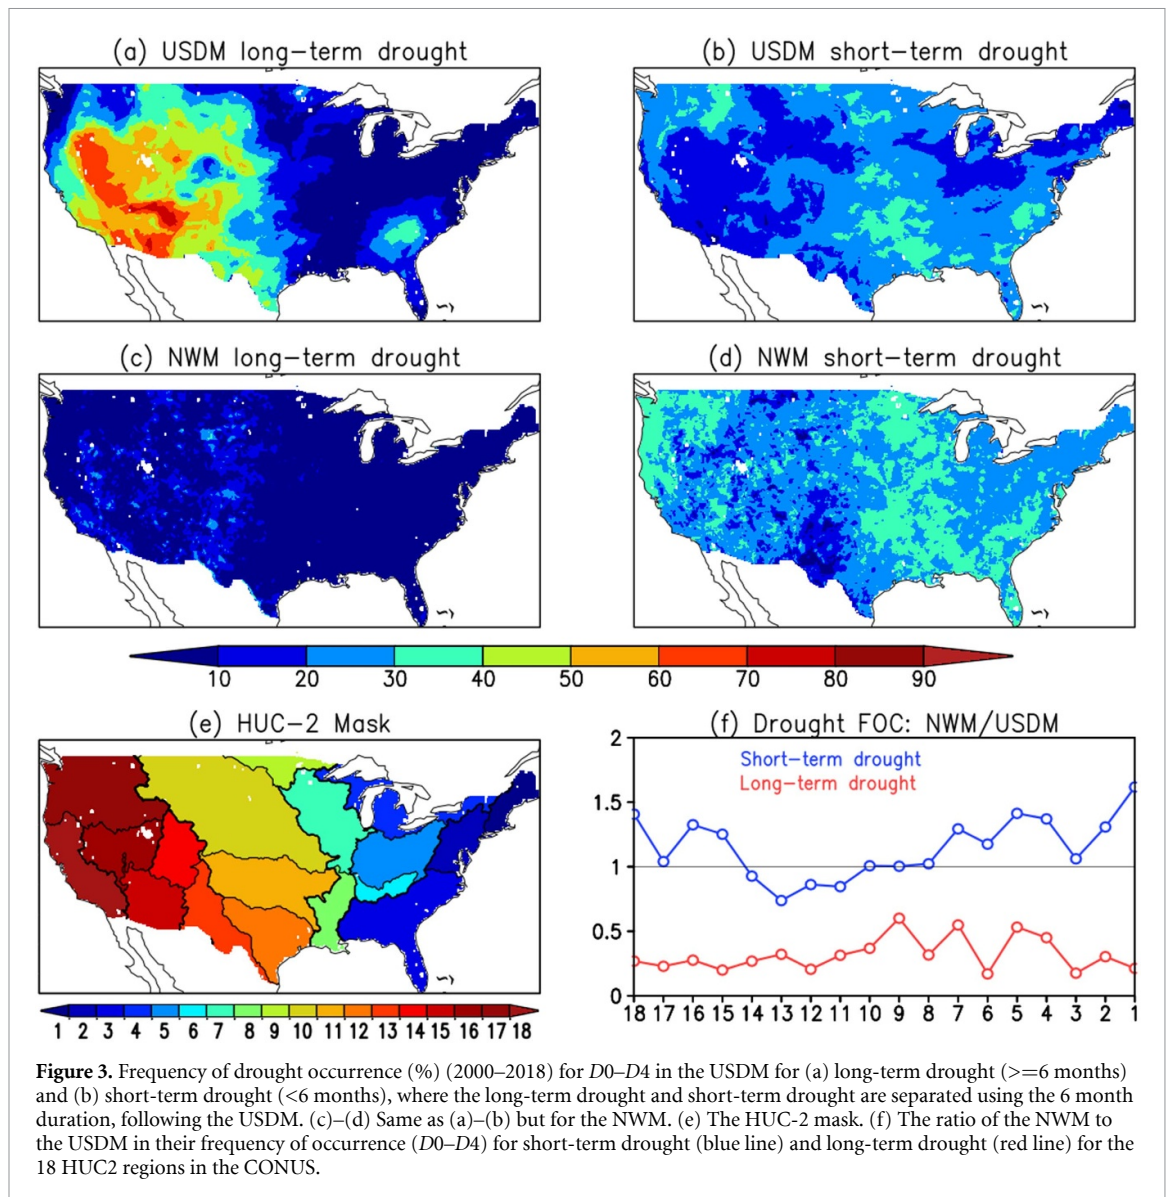 (a) USDM long-term drought
(b) USDM short-term drought
(c) NWM long-term drought
(d) NWM short-term drought
10 20 30 40 50 60 70 80 90
(e) HUC-2 Mask
1 2 3 4 5 6 7 8 9 10 11 12 13 14 15 16 17 18
(f) Drought FOC: NWM/USDM
Short-term drought
Long-term drought
2
1.5
1
0.5
0
18 17 16 15 14 13 12 11 10 9 8 7 6 5 4 3 2 1
Figure 3. Frequency of drought occurrence (%) (2000–2018) for D0–D4 in the USDM for (a) long-term drought (>=6 months)
and (b) short-term drought (<6 months), where the long-term drought and short-term drought are separated using the 6 month
duration, following the USDM. (c)–(d) Same as (a)–(b) but for the NWM. (e) The HUC-2 mask. (f) The ratio of the NWM to
the USDM in their frequency of occurrence (D0–D4) for short-term drought (blue line) and long-term drought (red line) for the
18 HUC2 regions in the CONUS.